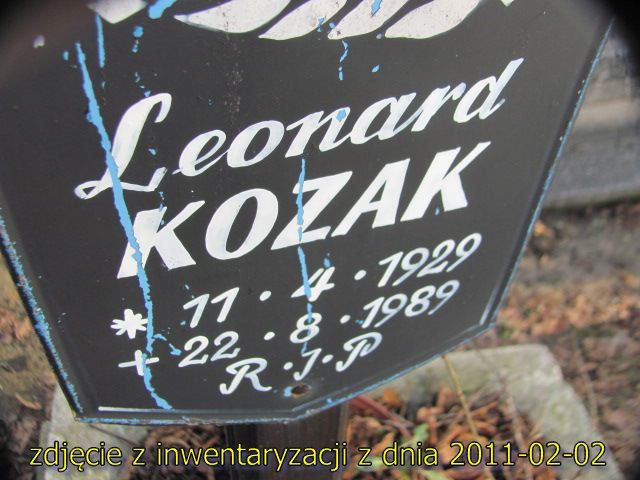 Leonard
KOZAK
* 11 · 4 · 1929
+ 22 · 8 · 1989
R · I · P
zdjęcie z inwentaryzacji z dnia 2011-02-02